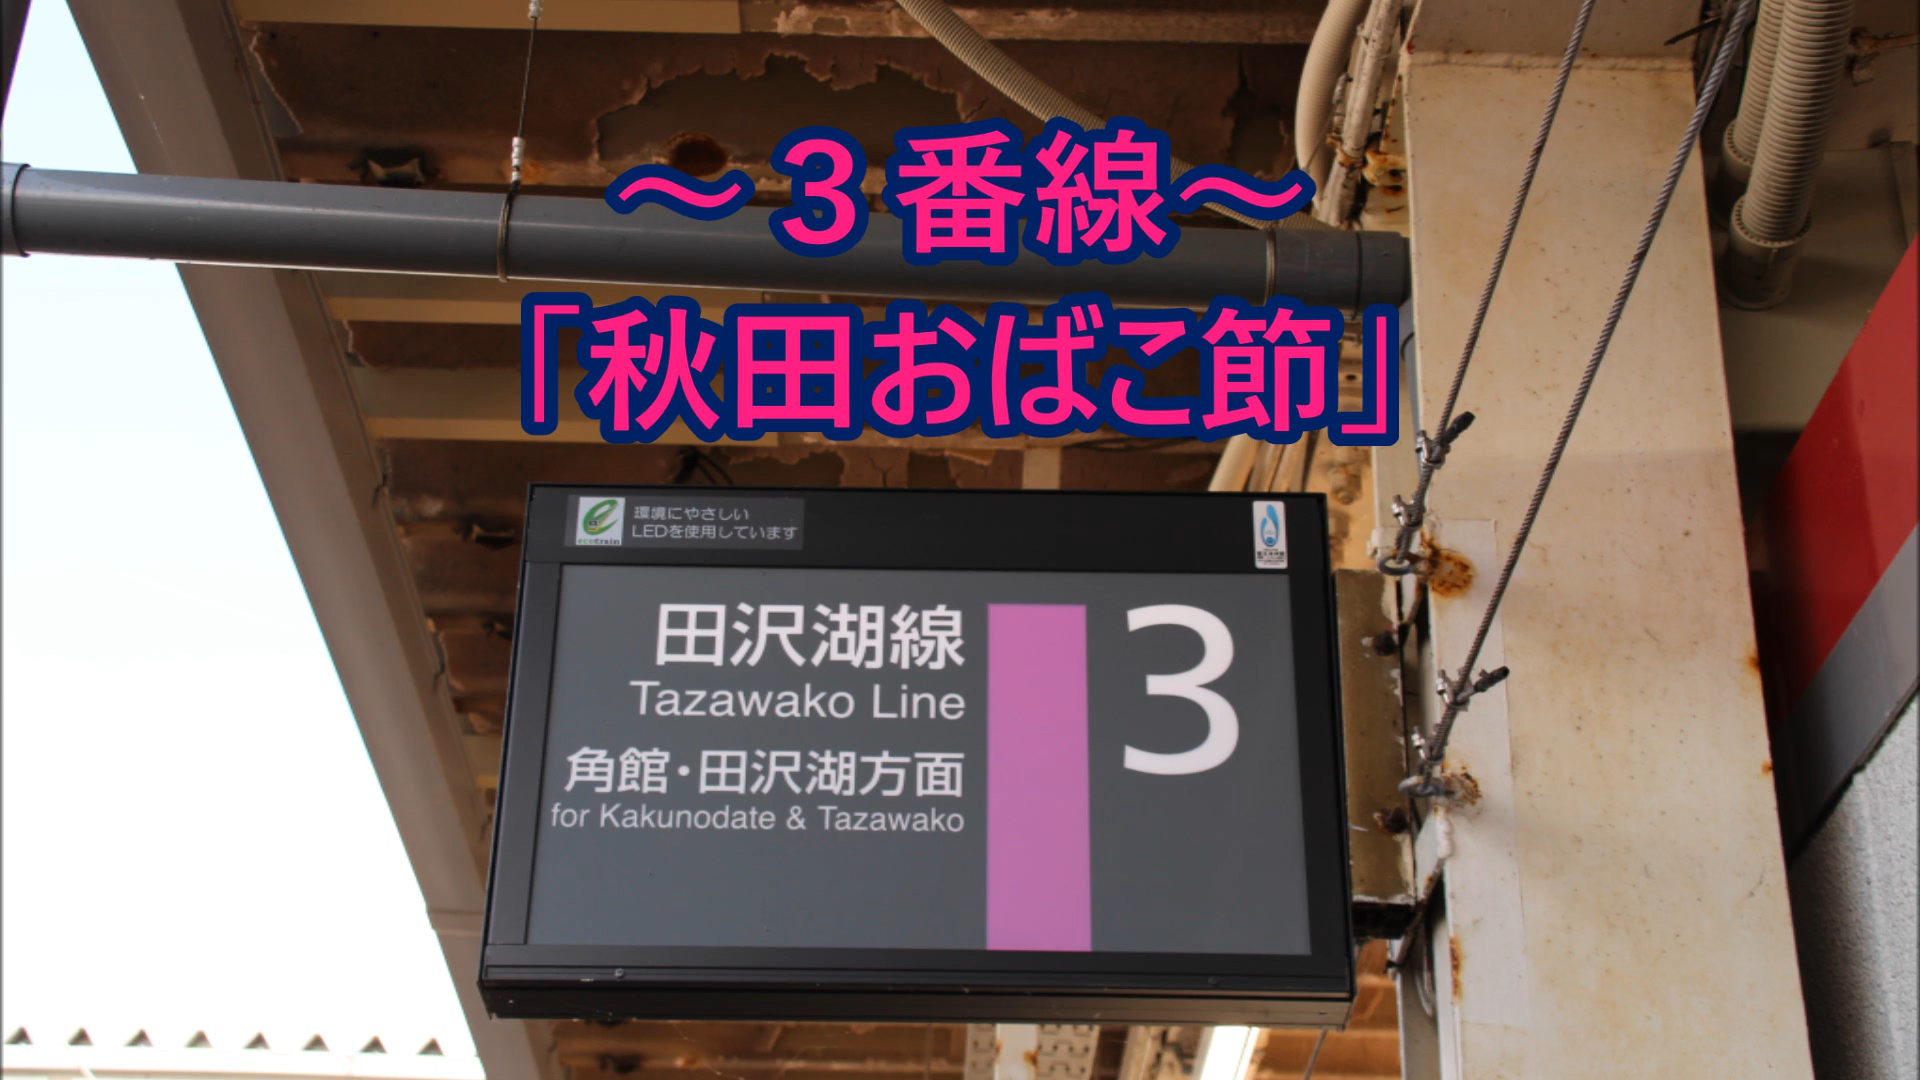 ～３番線～
「秋田おばこ節」
ecotrain
環境にやさしい
LEDを使用しています
田沢湖線
Tazawako Line
角館・田沢湖方面
for Kakunodate & Tazawako
3